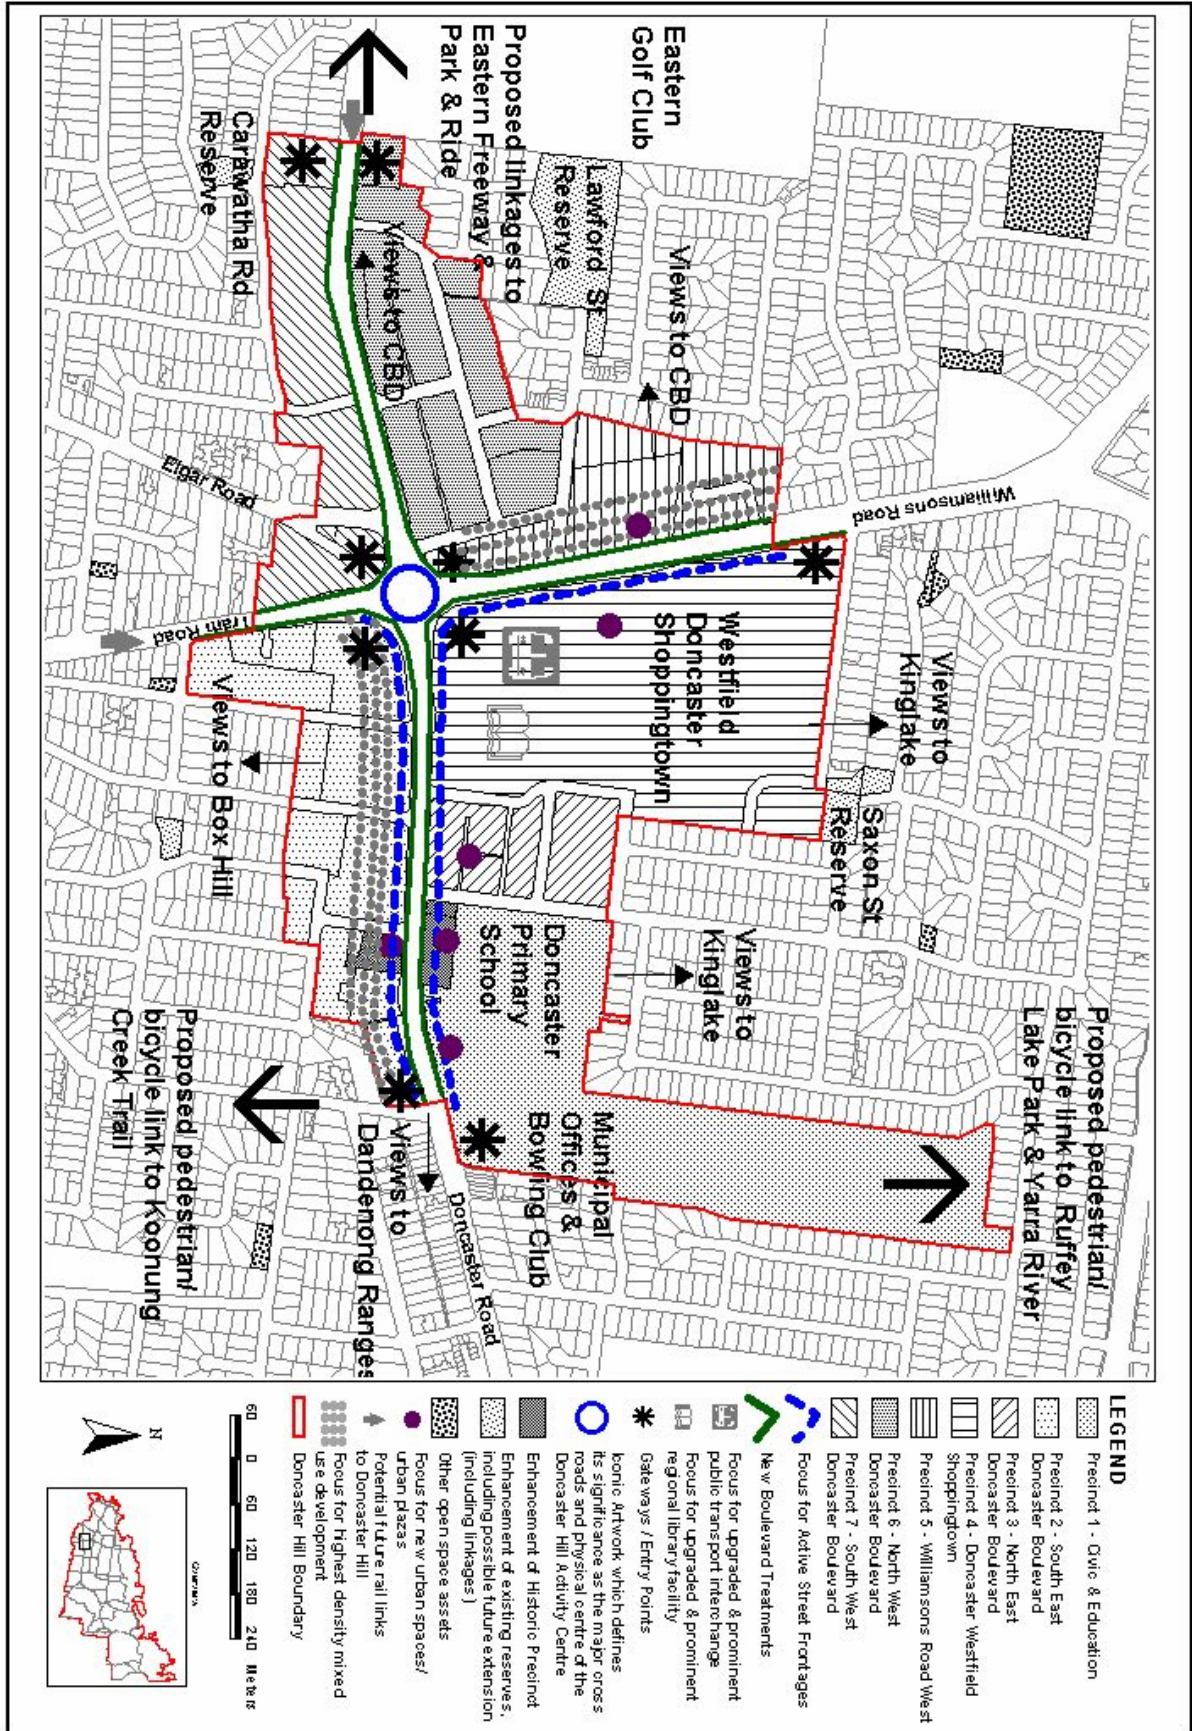 Eastern
Golf Club
Proposed linkages to
Eastern Freeway &
Park & Ride
Lawford St
Reserve
Carawatha Rd
Reserve
Views to CBD
Views to CBD
Elgar Road
Williamsons Road
Tram Road
Westfield
Doncaster
Shoppingtown
Views to
Kinglake
Saxon St
Reserve
Views to Box Hill
Doncaster
Primary
School
Views to
Kinglake
Proposed pedestrian/
bicycle link to Ruffey
Lake Park & Yarra River
Municipal
Offices &
Bowling Club
Views to
Dandenong Ranges
Doncaster Road
Proposed pedestrian/
bicycle link to Koonung
Creek Trail
LEGEND
Precinct 1 - Civic & Education
Precinct 2 - South East
Doncaster Boulevard
Precinct 3 - North East
Doncaster Boulevard
Precinct 4 - Doncaster Westfield
Shoppingtown
Precinct 5 - Williamsons Road West
Precinct 6 - North West
Doncaster Boulevard
Precinct 7 - South West
Doncaster Boulevard
Focus for Active Street Frontages
New Boulevard Treatments
Focus for upgraded & prominent
public transport interchange
Focus for upgraded & prominent
regional library facility
Gateways / Entry Points
Iconic Artwork which defines
its significance as the major cross
roads and physical centre of the
Doncaster Hill Activity Centre
Enhancement of Historic Precinct
Enhancement of existing reserves,
including possible future extension
(including linkages)
Other open space assets
Focus for new urban spaces/
urban plazas
Potential future rail links
to Doncaster Hill
Focus for highest density mixed
use development
Doncaster Hill Boundary
60 0 60 120 180 240 Meters
N